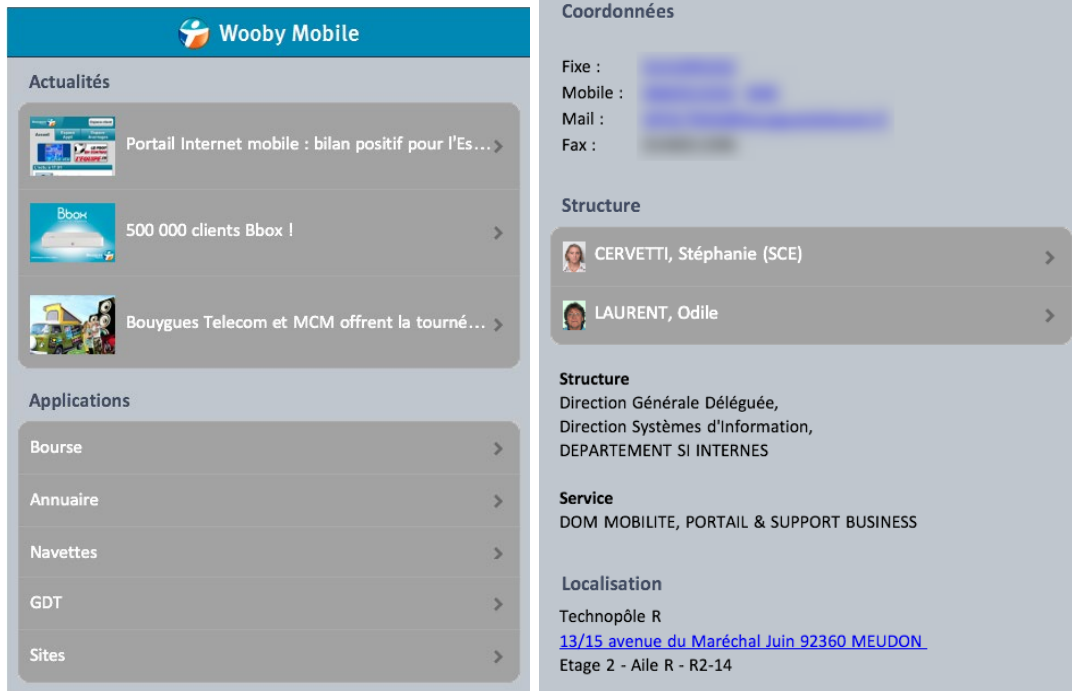 Wooby Mobile
Actualités
Portail Internet mobile : bilan positif pour l'Es...
Bbox
500 000 clients Bbox !
Bouygues Telecom et MCM offrent la tourné...
Applications
Bourse
Annuaire
Navettes
GDT
Sites
Coordonnées
Fixe :
Mobile :
Mail :
Fax :
Structure
CERVETTI, Stéphanie (SCE)
LAURENT, Odile
Structure
Direction Générale Déléguée,
Direction Systèmes d'Information,
DEPARTEMENT SI INTERNES
Service
DOM MOBILITE, PORTAIL & SUPPORT BUSINESS
Localisation
Technopôle R
13/15 avenue du Maréchal Juin 92360 MEUDON
Etage 2 - Aile R - R2-14